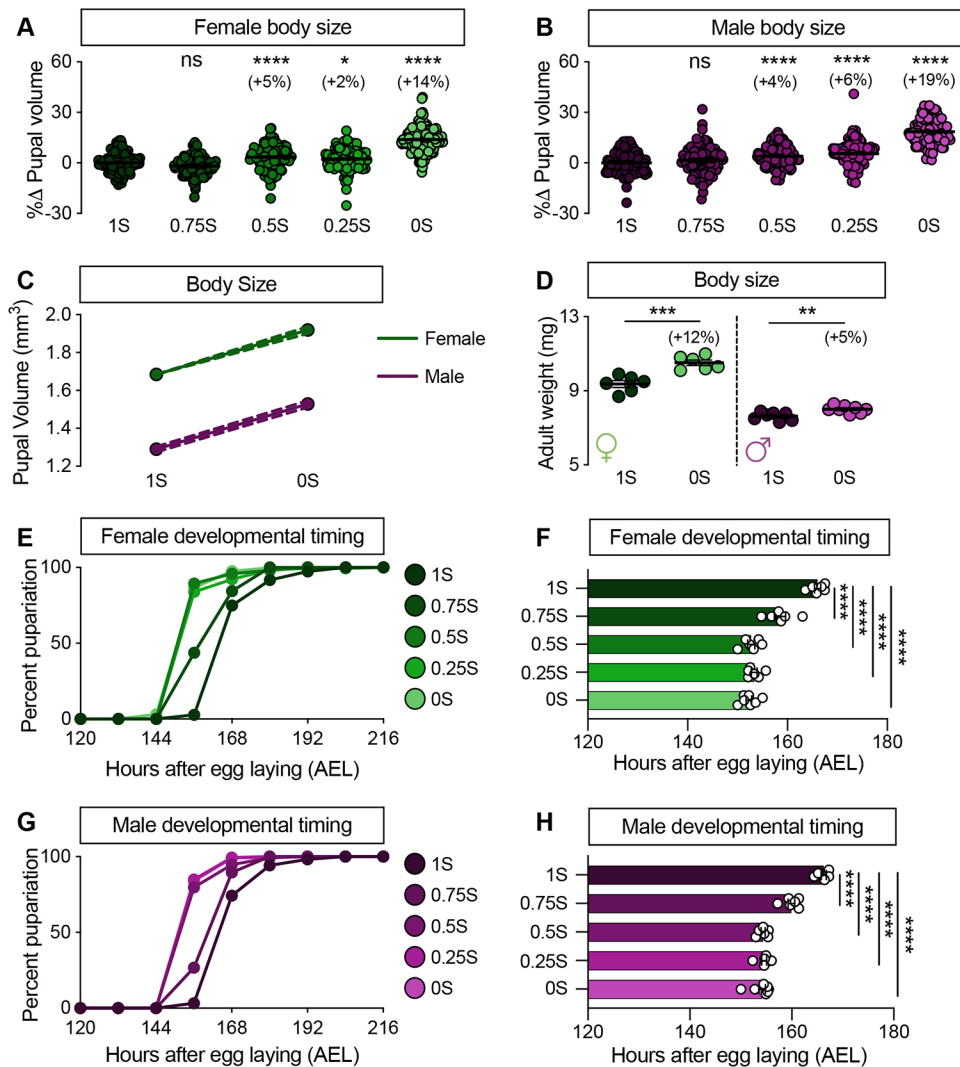 A
Female body size
60
30
0
-30
%Δ Pupal volume
ns
****
(+5%)
*
(+2%)
****
(+14%)
1S 0.75S 0.5S 0.25S 0S
B
Male body size
60
30
0
-30
%Δ Pupal volume
ns
****
(+4%)
****
(+6%)
****
(+19%)
1S 0.75S 0.5S 0.25S 0S
C
Body Size
2.0
1.8
1.6
1.4
1.2
Pupal Volume (mm³)
Female
Male
1S 0S
D
Body size
13
9
5
Adult weight (mg)
***
(+12%)
**
(+5%)
♀
♂
1S 0S 1S 0S
E
Female developmental timing
100
50
0
Percent pupariation
120 144 168 192 216
Hours after egg laying (AEL)
1S
0.75S
0.5S
0.25S
0S
F
Female developmental timing
1S
0.75S
0.5S
0.25S
0S
****
****
****
****
120 140 160 180
Hours after egg laying (AEL)
G
Male developmental timing
100
50
0
Percent pupariation
120 144 168 192 216
Hours after egg laying (AEL)
1S
0.75S
0.5S
0.25S
0S
H
Male developmental timing
1S
0.75S
0.5S
0.25S
0S
****
****
****
****
120 140 160 180
Hours after egg laying (AEL)